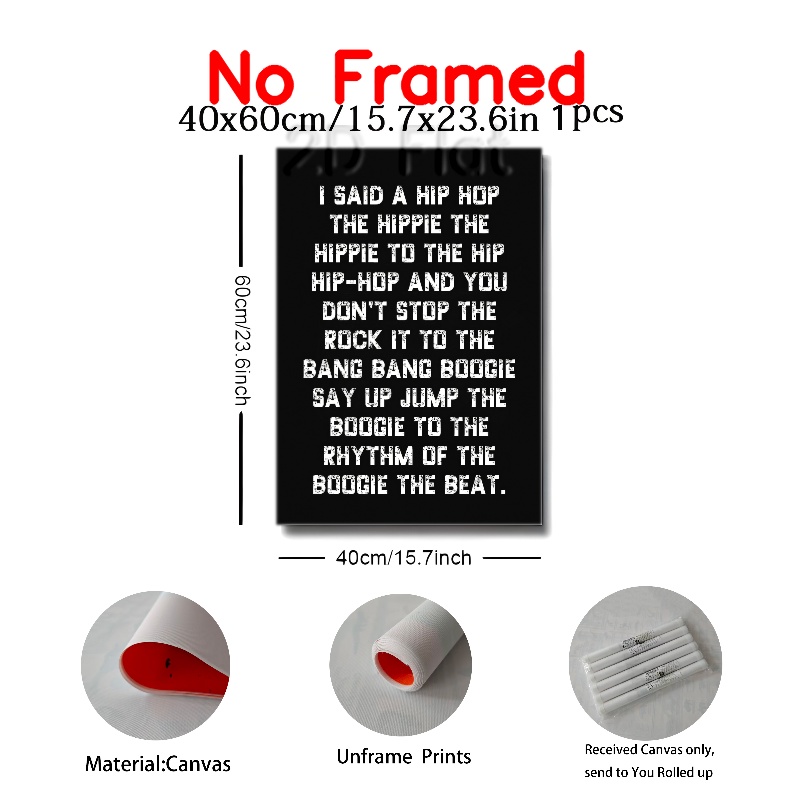 No Framed
40x60cm/15.7x23.6in 1pcs
2D Flat
I SAID A HIP HOP
THE HIPPIE THE
HIPPIE TO THE HIP
HIP-HOP AND YOU
DON'T STOP THE
ROCK IT TO THE
BANG BANG BOOGIE
SAY UP JUMP THE
BOOGIE TO THE
RHYTHM OF THE
BOOGIE THE BEAT.
60cm/23.6inch
40cm/15.7inch
Material:Canvas
Unframe Prints
Received Canvas only,
send to You Rolled up